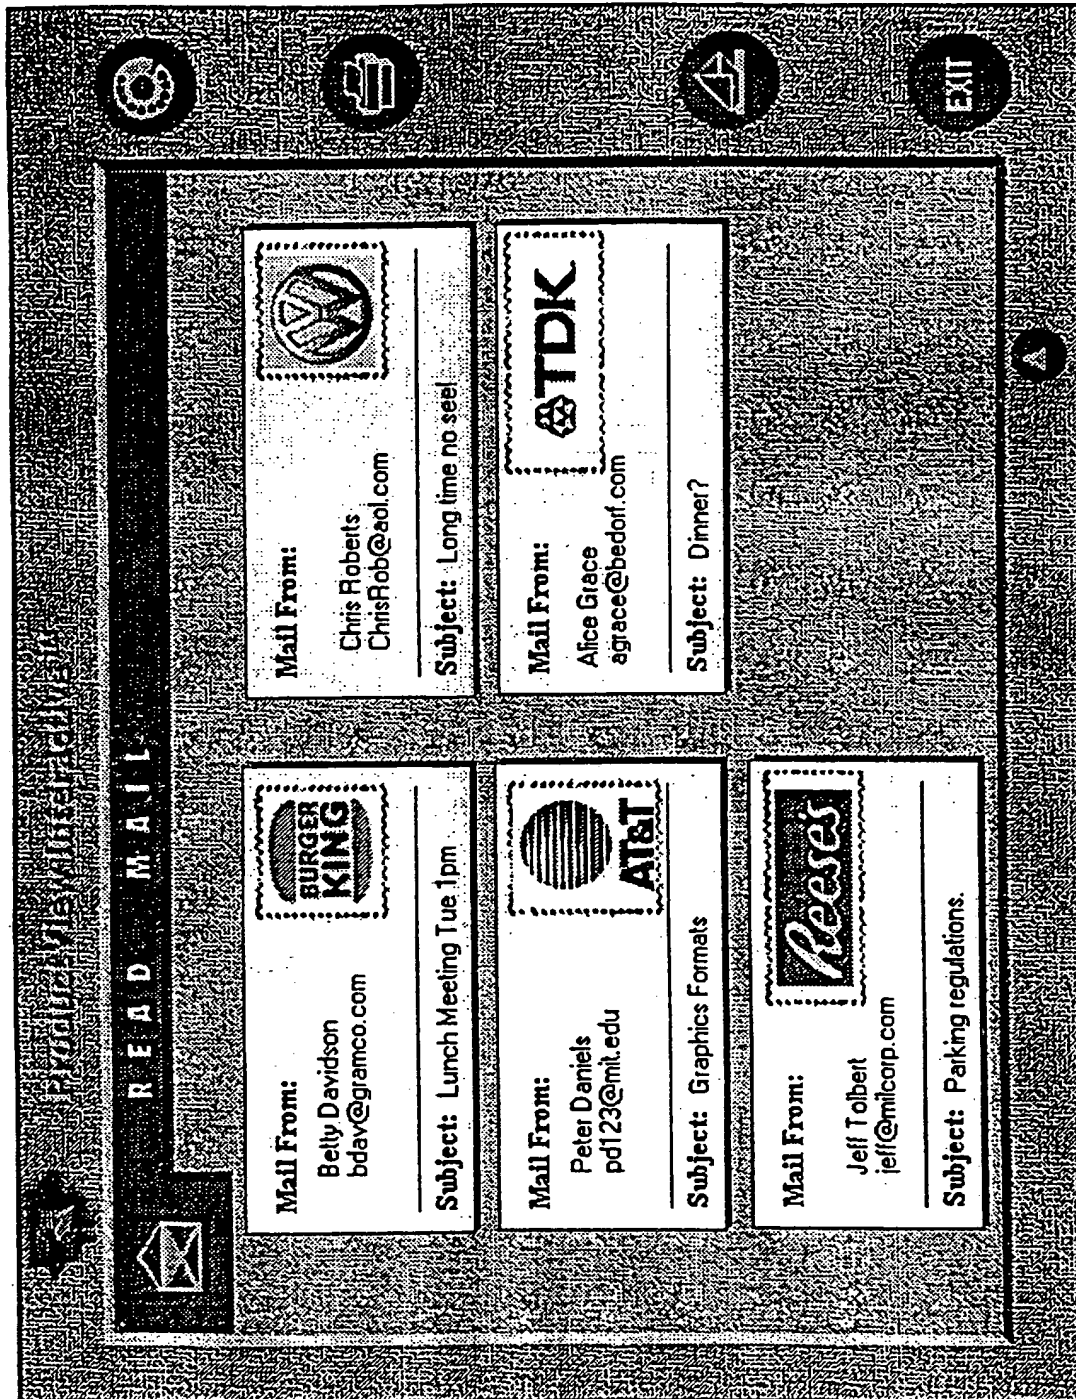 ProductViewInteractive
READ MAIL
Mail From:
Betty Davidson
bdav@gramco.com
BURGER
KING
Subject: Lunch Meeting Tue 1pm
Mail From:
Chris Roberts
ChrisRob@aol.com
Subject: Long time no see!
Mail From:
Peter Daniels
pd123@mit.edu
AT&T
Subject: Graphics Formats
Mail From:
Alice Grace
agrace@bedorf.com
TDK
Subject: Dinner?
Mail From:
Jeff Tolbert
jeff@milcorp.com
Reese's
Subject: Parking regulations.
EXIT